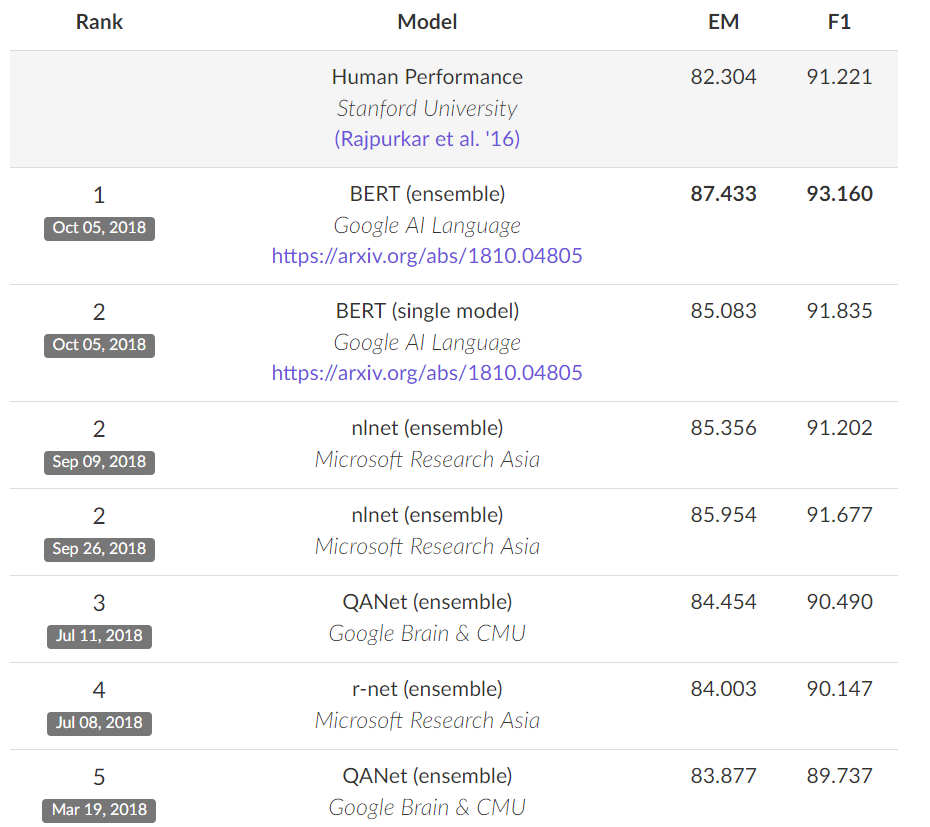 Rank Model EM F1
Human Performance 82.304 91.221
Stanford University
(Rajpurkar et al. '16)
1 BERT (ensemble) 87.433 93.160
Oct 05, 2018 Google AI Language
https://arxiv.org/abs/1810.04805
2 BERT (single model) 85.083 91.835
Oct 05, 2018 Google AI Language
https://arxiv.org/abs/1810.04805
2 nlnet (ensemble) 85.356 91.202
Sep 09, 2018 Microsoft Research Asia
2 nlnet (ensemble) 85.954 91.677
Sep 26, 2018 Microsoft Research Asia
3 QANet (ensemble) 84.454 90.490
Jul 11, 2018 Google Brain & CMU
4 r-net (ensemble) 84.003 90.147
Jul 08, 2018 Microsoft Research Asia
5 QANet (ensemble) 83.877 89.737
Mar 19, 2018 Google Brain & CMU